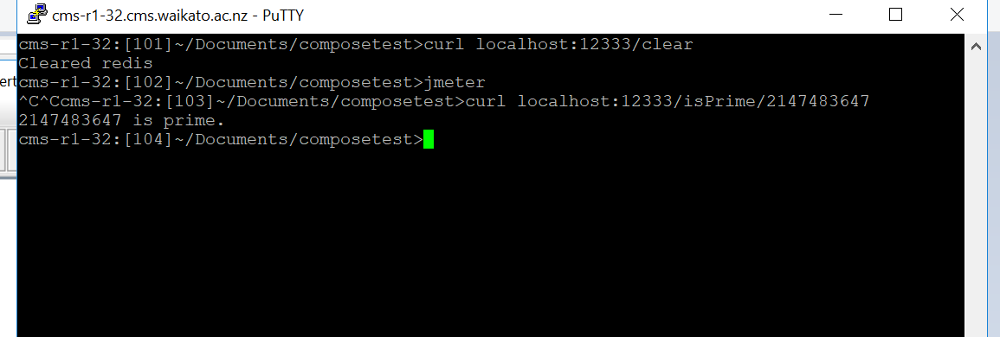 cms-r1-32.cms.waikato.ac.nz - PuTTY
cms-r1-32:[101]~/Documents/composetest>curl localhost:12333/clear
Cleared redis
ert
cms-r1-32:[102]~/Documents/composetest>jmeter
^C^Ccms-r1-32:[103]~/Documents/composetest>curl localhost:12333/isPrime/2147483647
2147483647 is prime.
cms-r1-32:[104]~/Documents/composetest>